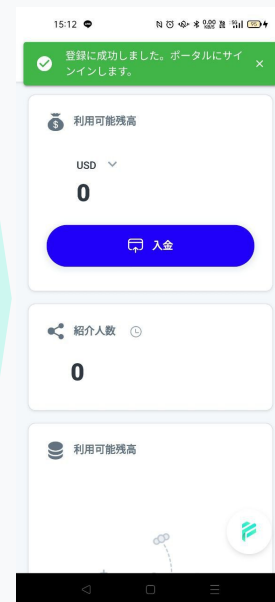 15:12
登録に成功しました。ポータルにサイ
ンインします。
利用可能残高
USD
0
入金
紹介人数
0
利用可能残高